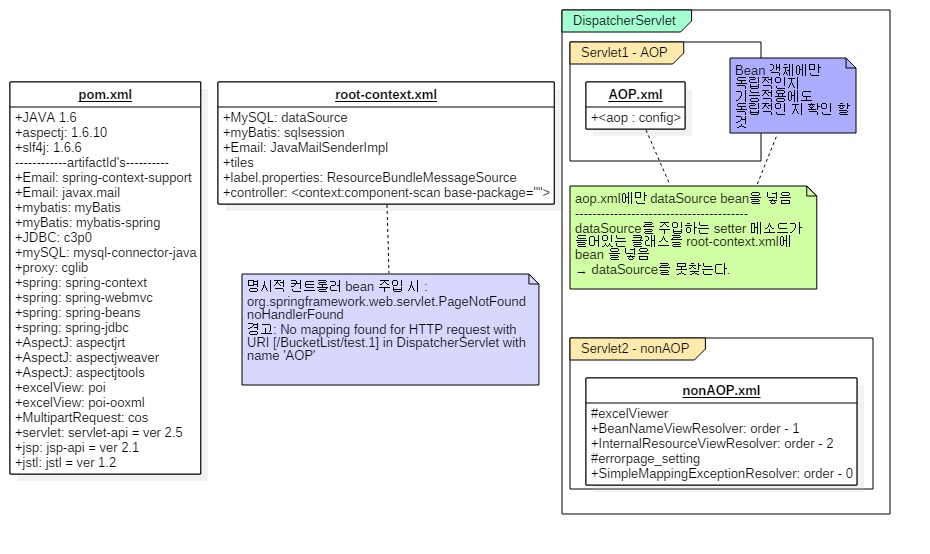 pom.xml
+JAVA 1.6
+aspectj: 1.6.10
+slf4j: 1.6.6
------------artifactId's----------
+Email: spring-context-support
+Email: javax.mail
+mybatis: myBatis
+myBatis: mybatis-spring
+JDBC: c3p0
+mySQL: mysql-connector-java
+proxy: cglib
+spring: spring-context
+spring: spring-webmvc
+spring: spring-beans
+spring: spring-jdbc
+AspectJ: aspectjrt
+AspectJ: aspectjweaver
+AspectJ: aspectjtools
+excelView: poi
+excelView: poi-ooxml
+MultipartRequest: cos
+servlet: servlet-api = ver 2.5
+jsp: jsp-api = ver 2.1
+jstl: jstl = ver 1.2
root-context.xml
+MySQL: dataSource
+myBatis: sqlsession
+Email: JavaMailSenderImpl
+tiles
+label.properties: ResourceBundleMessageSource
+controller: <context:component-scan base-package="">
명시적 컨트롤러 bean 주입 시 :
org.springframework.web.servlet.PageNotFound
noHandlerFound
경고: No mapping found for HTTP request with
URI [/BucketList/test.1] in DispatcherServlet with
name 'AOP'
DispatcherServlet
Servlet1 - AOP
AOP.xml
+<aop : config>
Bean 객체에만
독립적인지
기능적용에도
독립적인 지 확인 할
것
aop.xml에만 dataSource bean을 넣음
---------------------------------------
dataSource를 주입하는 setter 메소드가
들어있는 클래스를 root-context.xml에
bean 을 넣음
→ dataSource를 못찾는다.
Servlet2 - nonAOP
nonAOP.xml
#excelViewer
+BeanNameViewResolver: order - 1
+InternalResourceViewResolver: order - 2
#errorpage_setting
+SimpleMappingExceptionResolver: order - 0